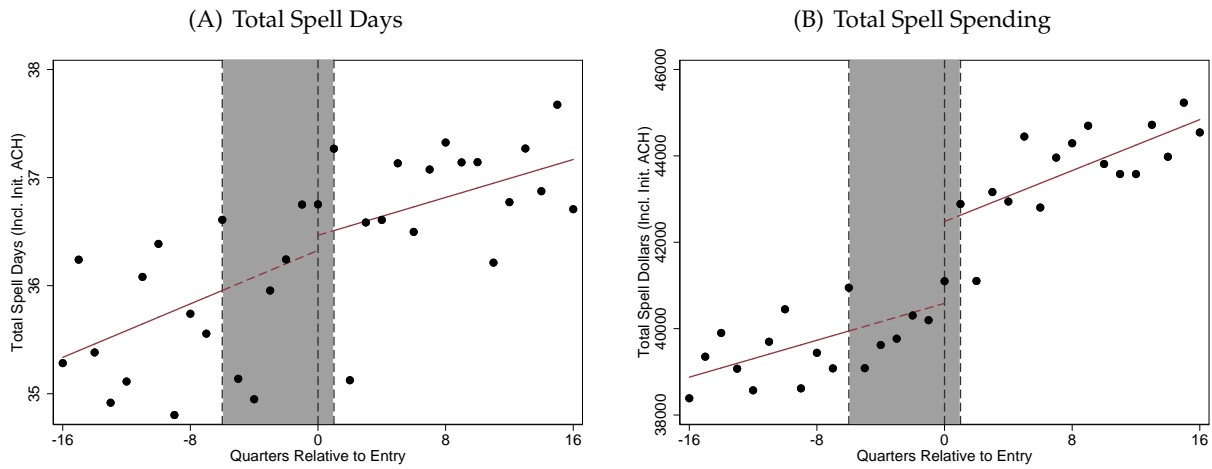 (A) Total Spell Days
Total Spell Days (Incl. Init. ACH)
38
37
36
35
-16 -8 0 8 16
Quarters Relative to Entry
(B) Total Spell Spending
Total Spell Dollars (Incl. Init. ACH)
46000
44000
42000
40000
38000
-16 -8 0 8 16
Quarters Relative to Entry